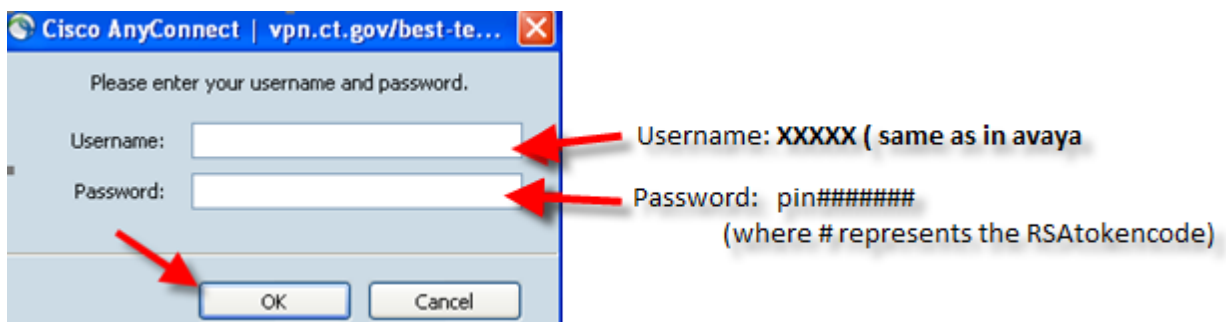 Cisco AnyConnect | vpn.ct.gov/best-te...
Please enter your username and password.
Username:
Username: XXXXX ( same as in avaya
Password:
Password: pin#######
(where # represents the RSAtokencode)
OK
Cancel